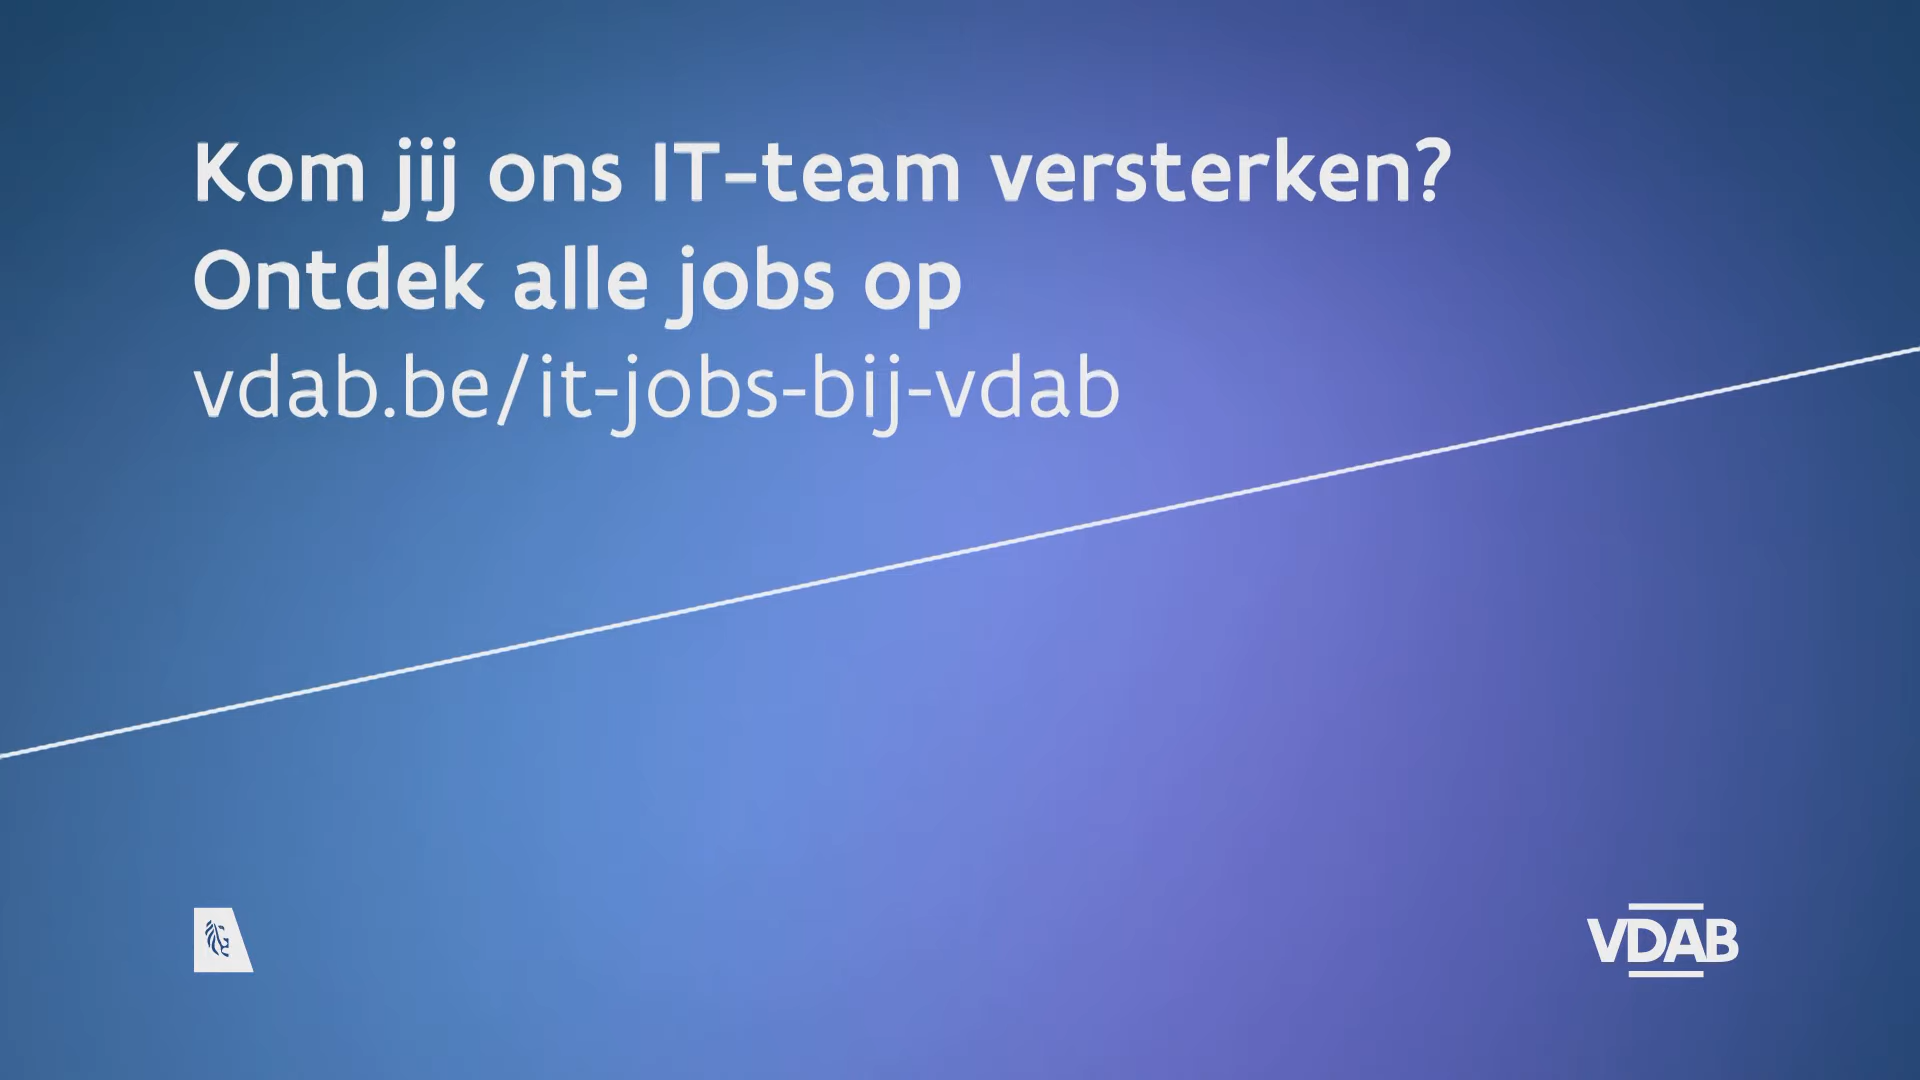 Kom jij ons IT-team versterken?
Ontdek alle jobs op
vdab.be/it-jobs-bij-vdab
VDAB